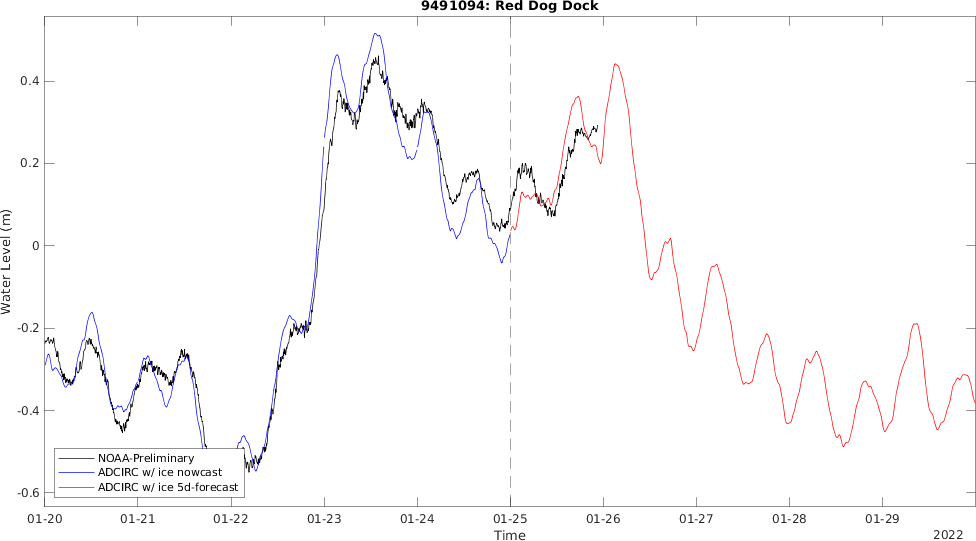 9491094: Red Dog Dock
Water Level (m)
0.4
0.2
0
-0.2
-0.4
-0.6
NOAA-Preliminary
ADCIRC w/ ice nowcast
ADCIRC w/ ice 5d-forecast
01-20 01-21 01-22 01-23 01-24 01-25 01-26 01-27 01-28 01-29
Time
2022